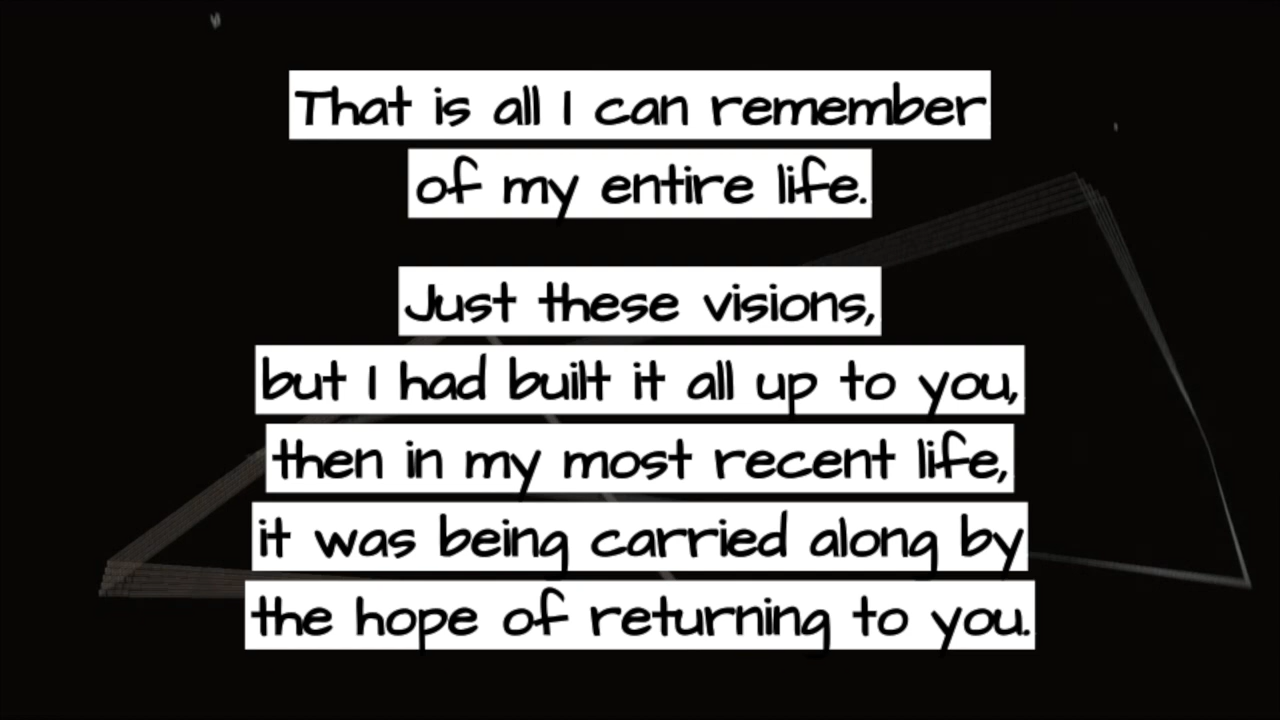 That is all I can remember
of my entire life.
Just these visions,
but I had built it all up to you,
then in my most recent life,
it was being carried along by
the hope of returning to you.